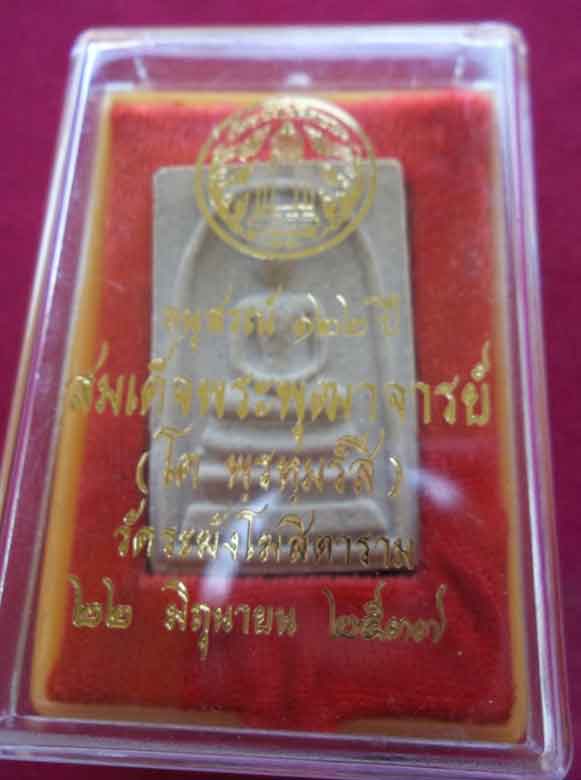 อนุสรณ์ ๑๒๒ ปี
สมเด็จพระพุฒาจารย์
(โต พฺรหฺมรํสี)
วัดระฆังโฆสิตาราม
๒๒ มิถุนายน ๒๕๓๗